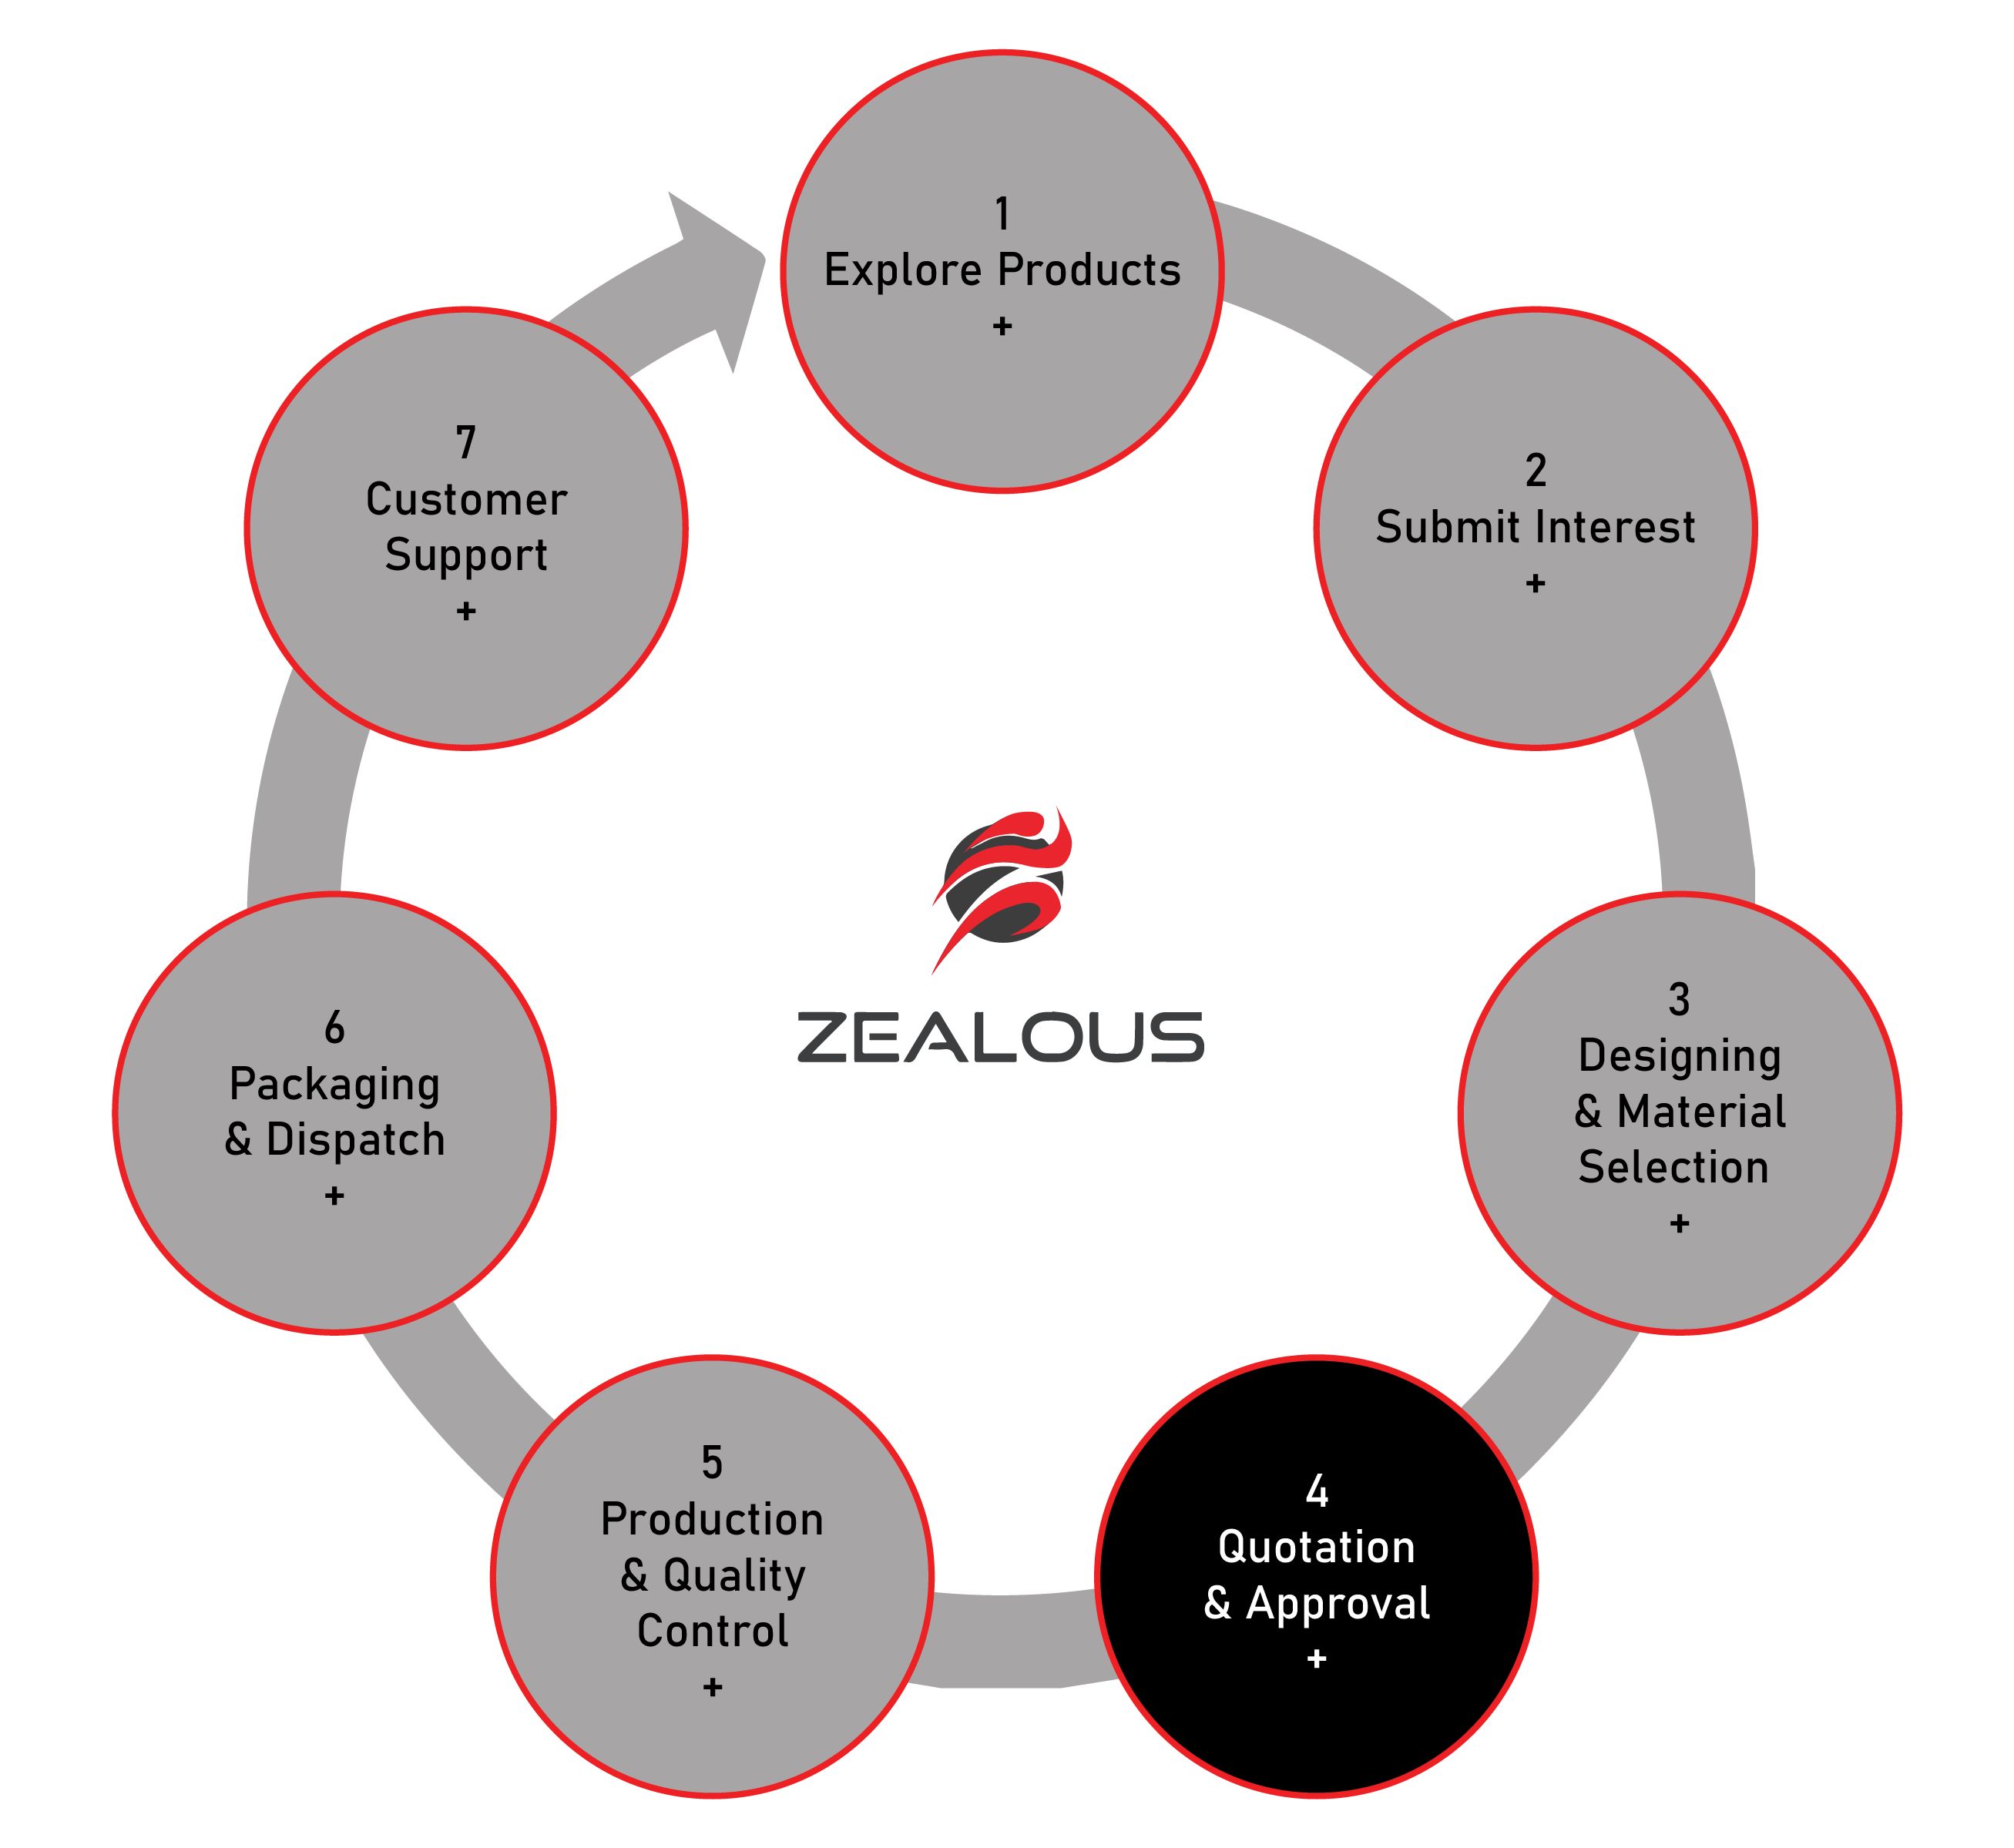 1
Explore Products
+
2
Submit Interest
+
3
Designing
& Material
Selection
+
4
Quotation
& Approval
+
5
Production
& Quality
Control
+
6
Packaging
& Dispatch
+
7
Customer
Support
+
ZEALOUS